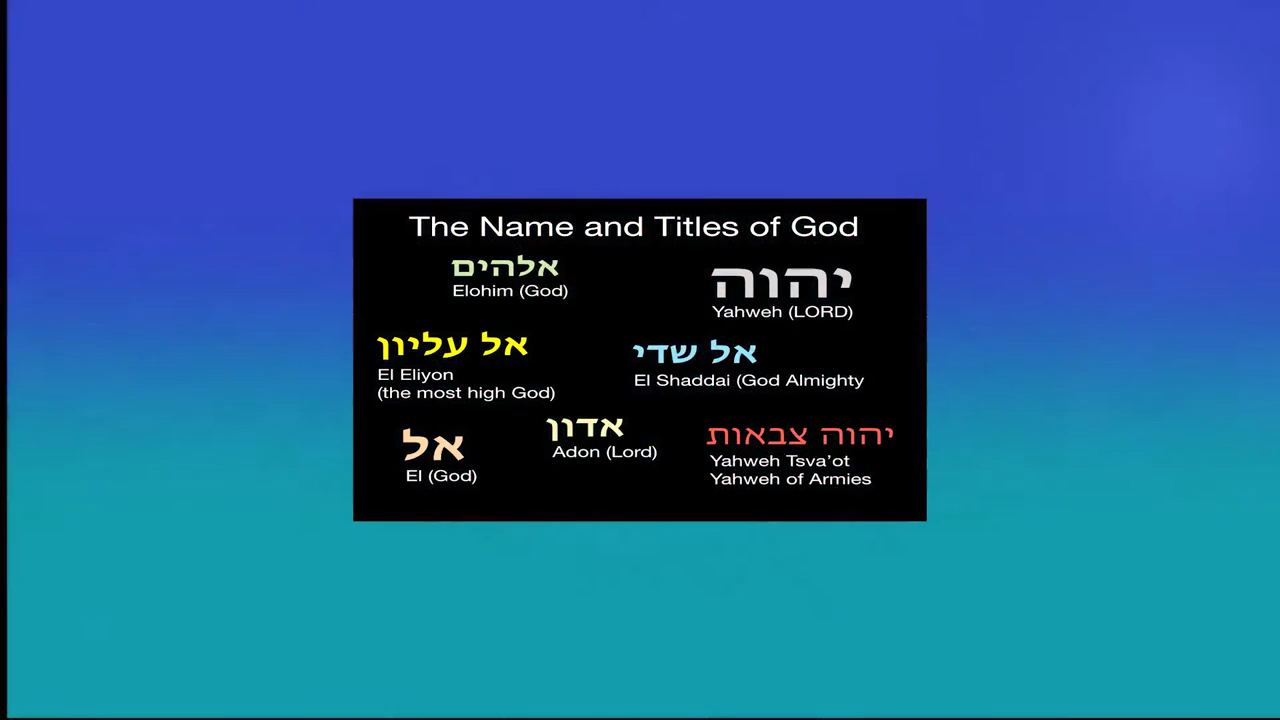 The Name and Titles of God
אלהים
Elohim (God)
יהוה
Yahweh (LORD)
אל עליון
El Eliyon
(the most high God)
אל שדי
El Shaddai (God Almighty
אל
El (God)
אדון
Adon (Lord)
יהוה צבאות
Yahweh Tsva’ot
Yahweh of Armies